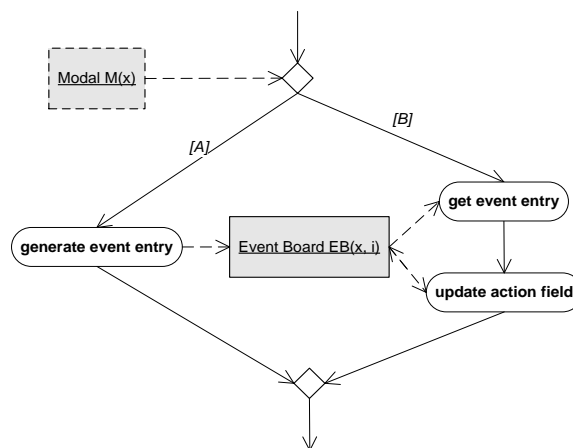 Modal M(x)
[A]
[B]
get event entry
generate event entry
Event Board EB(x, i)
update action field